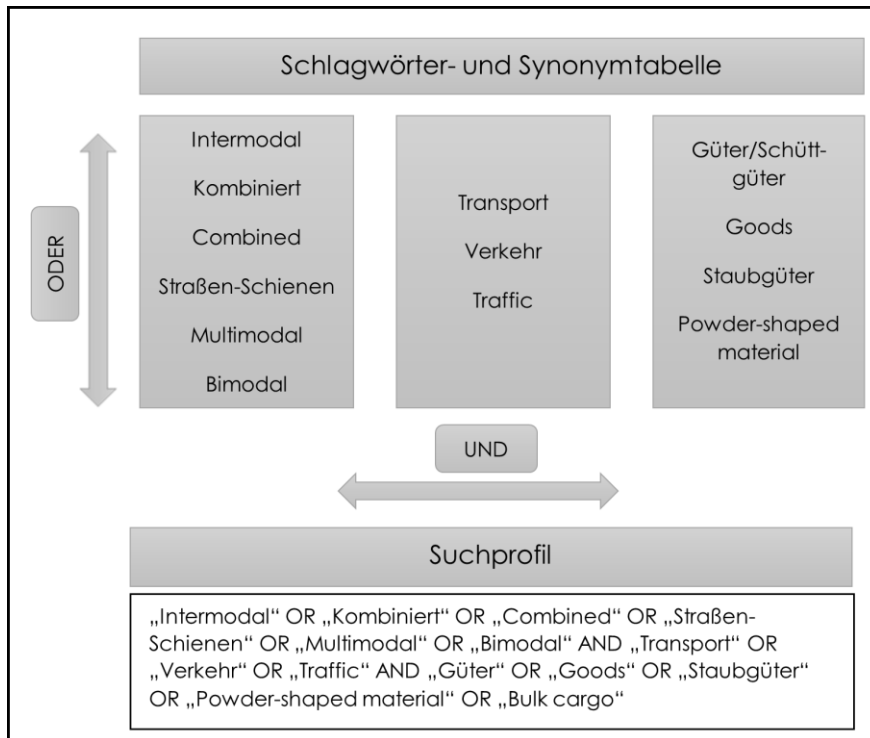 Schlagwörter- und Synonymtabelle
ODER
Intermodal
Kombiniert
Combined
Straßen-Schienen
Multimodal
Bimodal
Transport
Verkehr
Traffic
Güter/Schütt-
güter
Goods
Staubgüter
Powder-shaped
material
UND
Suchprofil
„Intermodal“ OR „Kombiniert“ OR „Combined“ OR „Straßen-
Schienen“ OR „Multimodal“ OR „Bimodal“ AND „Transport“ OR
„Verkehr“ OR „Traffic“ AND „Güter“ OR „Goods“ OR „Staubgüter“
OR „Powder-shaped material“ OR „Bulk cargo“